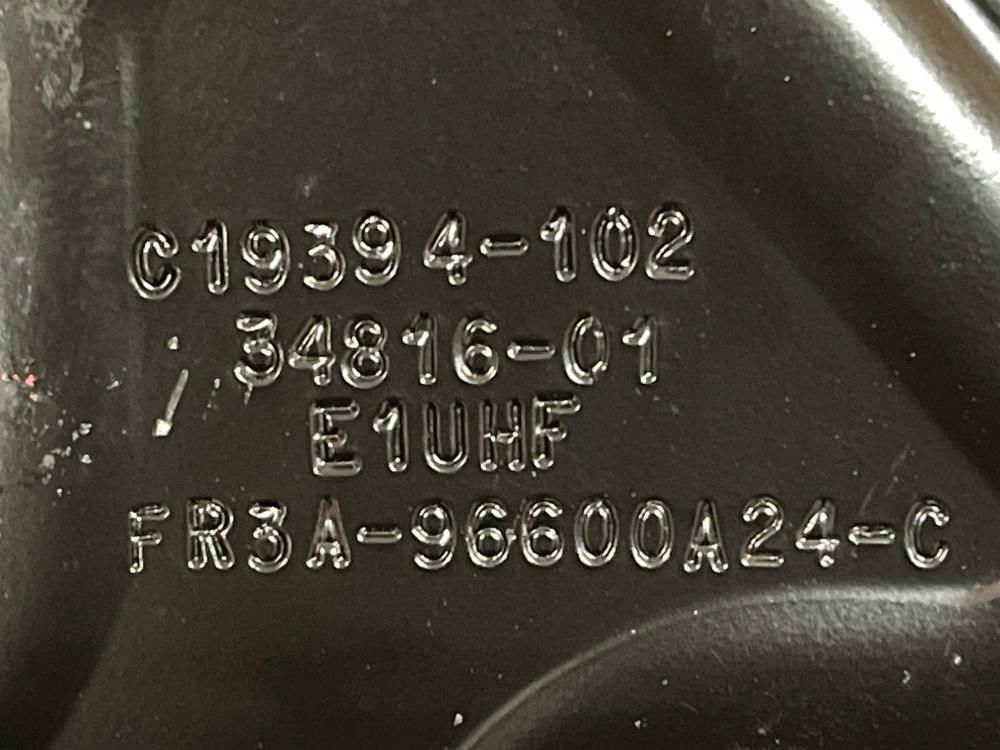 C19394-102
34816-01
E1UHF
FR3A-96600A24-C